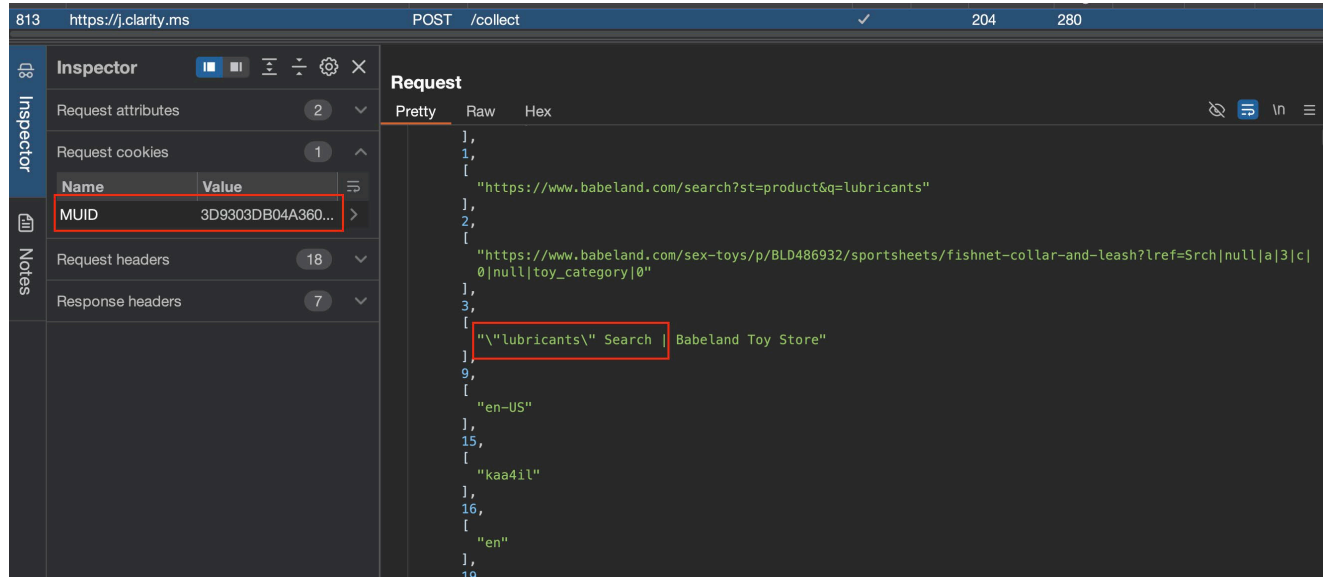 813 https://j.clarity.ms POST /collect 204 280
Inspector
Notes
Inspector
Request attributes 2
Request cookies 1
Name Value
MUID 3D9303DB04A360...
Request headers 18
Response headers 7
Request
Pretty Raw Hex \n
],
1,
[
"https://www.babeland.com/search?st=product&q=lubricants"
],
2,
[
"https://www.babeland.com/sex-toys/p/BLD486932/sportsheets/fishnet-collar-and-leash?lref=Srch|null|a|3|c|
0|null|toy_category|0"
],
3,
[
"\"lubricants\" Search | Babeland Toy Store"
],
9,
[
"en-US"
],
15,
[
"kaa4il"
],
16,
[
"en"
],
19